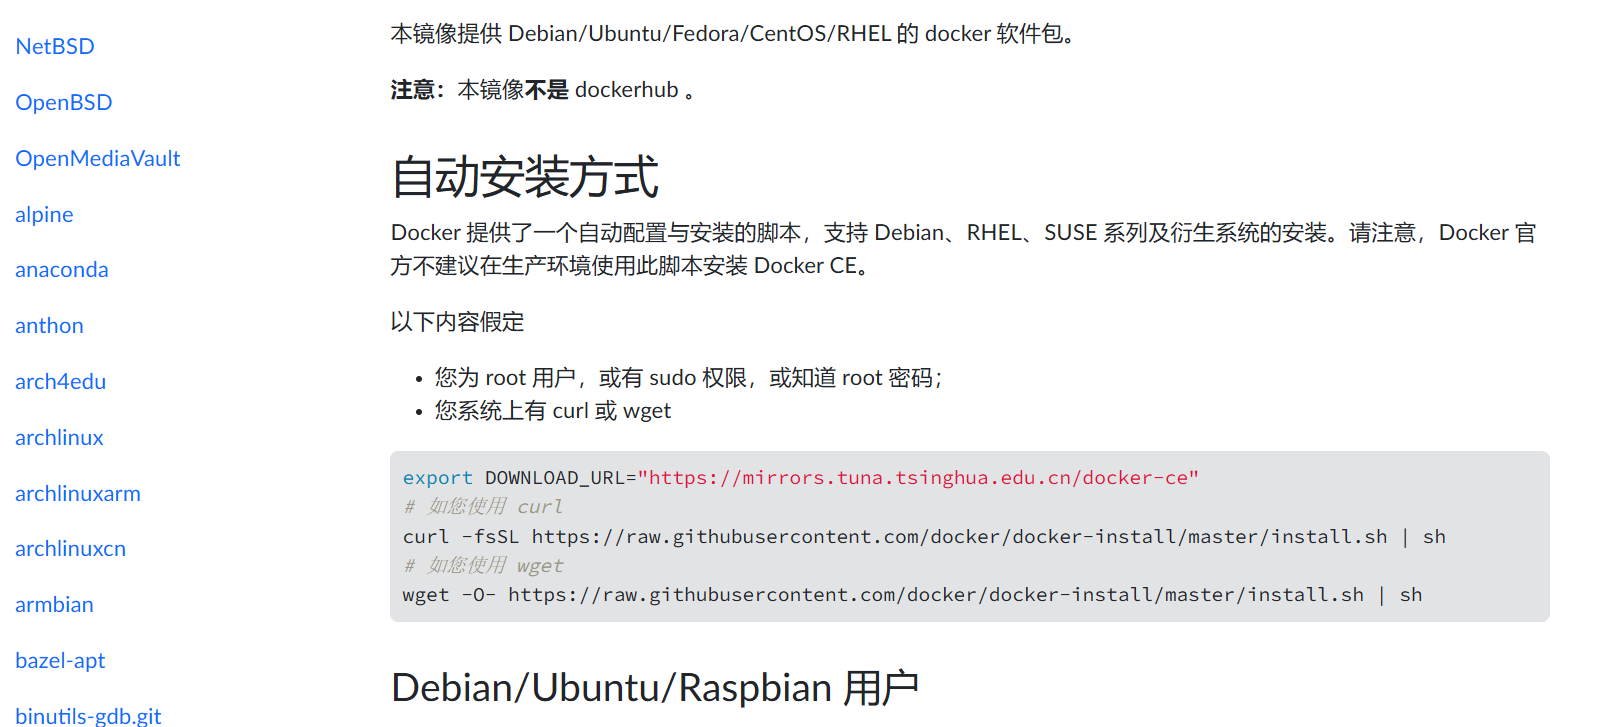 NetBSD
OpenBSD
OpenMediaVault
alpine
anaconda
anthon
arch4edu
archlinux
archlinuxarm
archlinuxcn
armbian
bazel-apt
binutils-gdb.git
本镜像提供 Debian/Ubuntu/Fedora/CentOS/RHEL 的 docker 软件包。
注意：本镜像不是 dockerhub 。
自动安装方式
Docker 提供了一个自动配置与安装的脚本，支持 Debian、RHEL、SUSE 系列及衍生系统的安装。请注意，Docker 官
方不建议在生产环境使用此脚本安装 Docker CE。
以下内容假定
• 您为 root 用户，或有 sudo 权限，或知道 root 密码；
• 您系统上有 curl 或 wget
export DOWNLOAD_URL="https://mirrors.tuna.tsinghua.edu.cn/docker-ce"
# 如您使用 curl
curl -fsSL https://raw.githubusercontent.com/docker/docker-install/master/install.sh | sh
# 如您使用 wget
wget -O- https://raw.githubusercontent.com/docker/docker-install/master/install.sh | sh
Debian/Ubuntu/Raspbian 用户